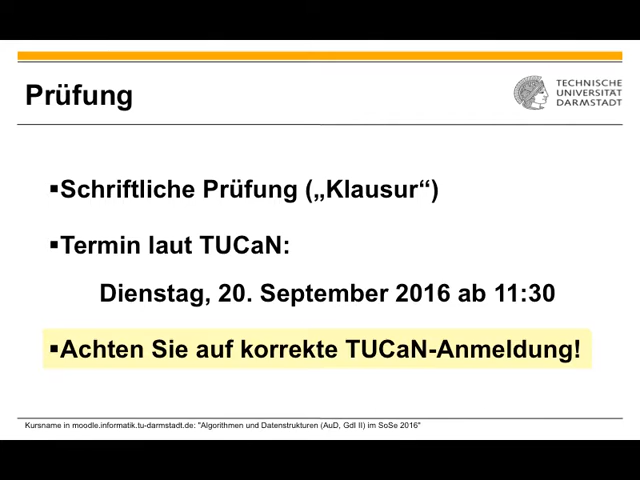 Prüfung
TECHNISCHE
UNIVERSITÄT
DARMSTADT
▪Schriftliche Prüfung („Klausur“)
▪Termin laut TUCaN:
Dienstag, 20. September 2016 ab 11:30
▪Achten Sie auf korrekte TUCaN-Anmeldung!
Kursname in moodle.informatik.tu-darmstadt.de: "Algorithmen und Datenstrukturen (AuD, GdI II) im SoSe 2016"